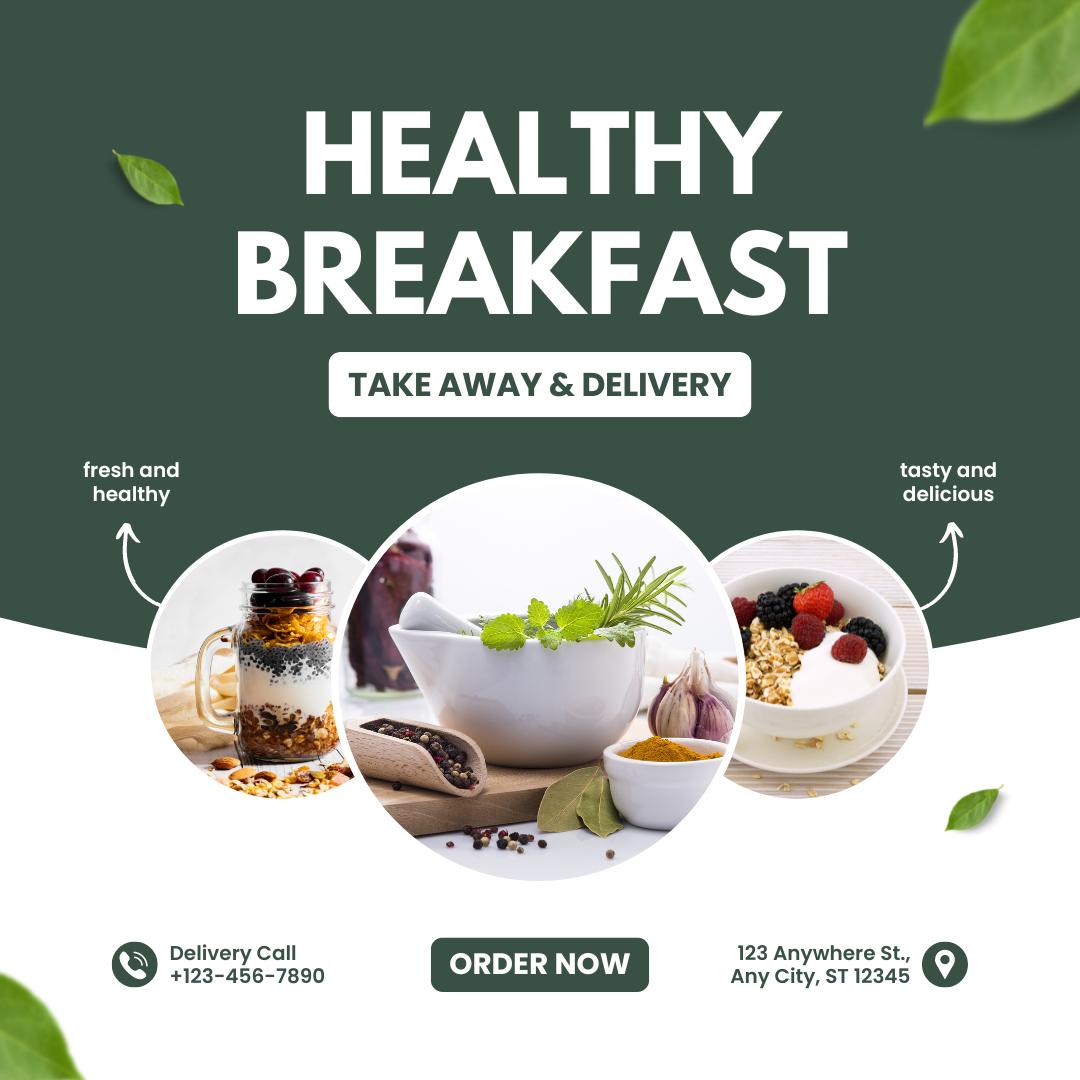 HEALTHY
BREAKFAST
TAKE AWAY & DELIVERY
fresh and
healthy
tasty and
delicious
Delivery Call
+123-456-7890
ORDER NOW
123 Anywhere St.,
Any City, ST 12345